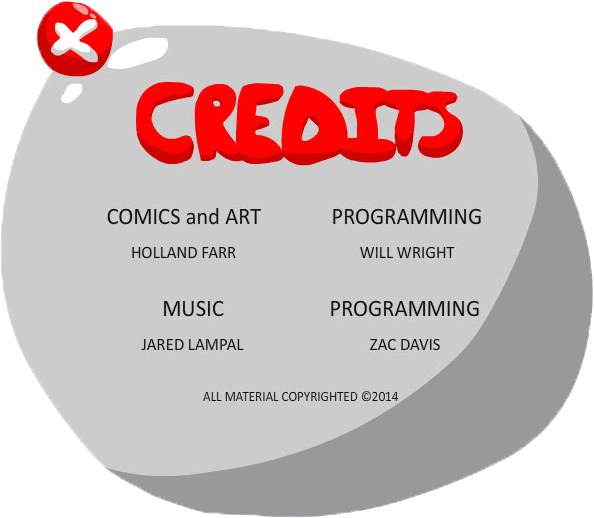 CREDITS
COMICS and ART
HOLLAND FARR
PROGRAMMING
WILL WRIGHT
MUSIC
JARED LAMPAL
PROGRAMMING
ZAC DAVIS
ALL MATERIAL COPYRIGHTED ©2014